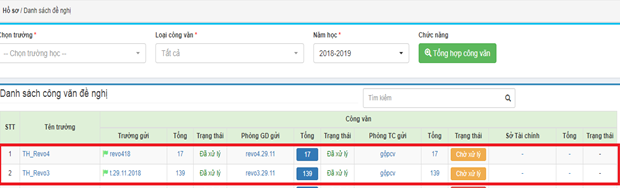 Hồ sơ / Danh sách đề nghị
Chọn trường * Loại công văn * Năm học * Chức năng
-- Chọn trường học -- Tất cả 2018-2019 Tổng hợp công văn
Danh sách công văn đề nghị
Tìm kiếm
STT Tên trường Công văn
Trường gửi Tổng Trạng thái Phòng GD gửi Tổng Trạng thái Phòng TC gửi Tổng Trạng thái Sở Tài chính Tổng Trạng thái
1 TH_Revo4 revo418 17 Đã xử lý revo4.29.11 17 Đã xử lý gộpcv 17 Chờ xử lý - - -
2 TH_Revo3 t.29.11.2018 139 Đã xử lý revo3.29.11 139 Đã xử lý gộpcv 139 Chờ xử lý - - -